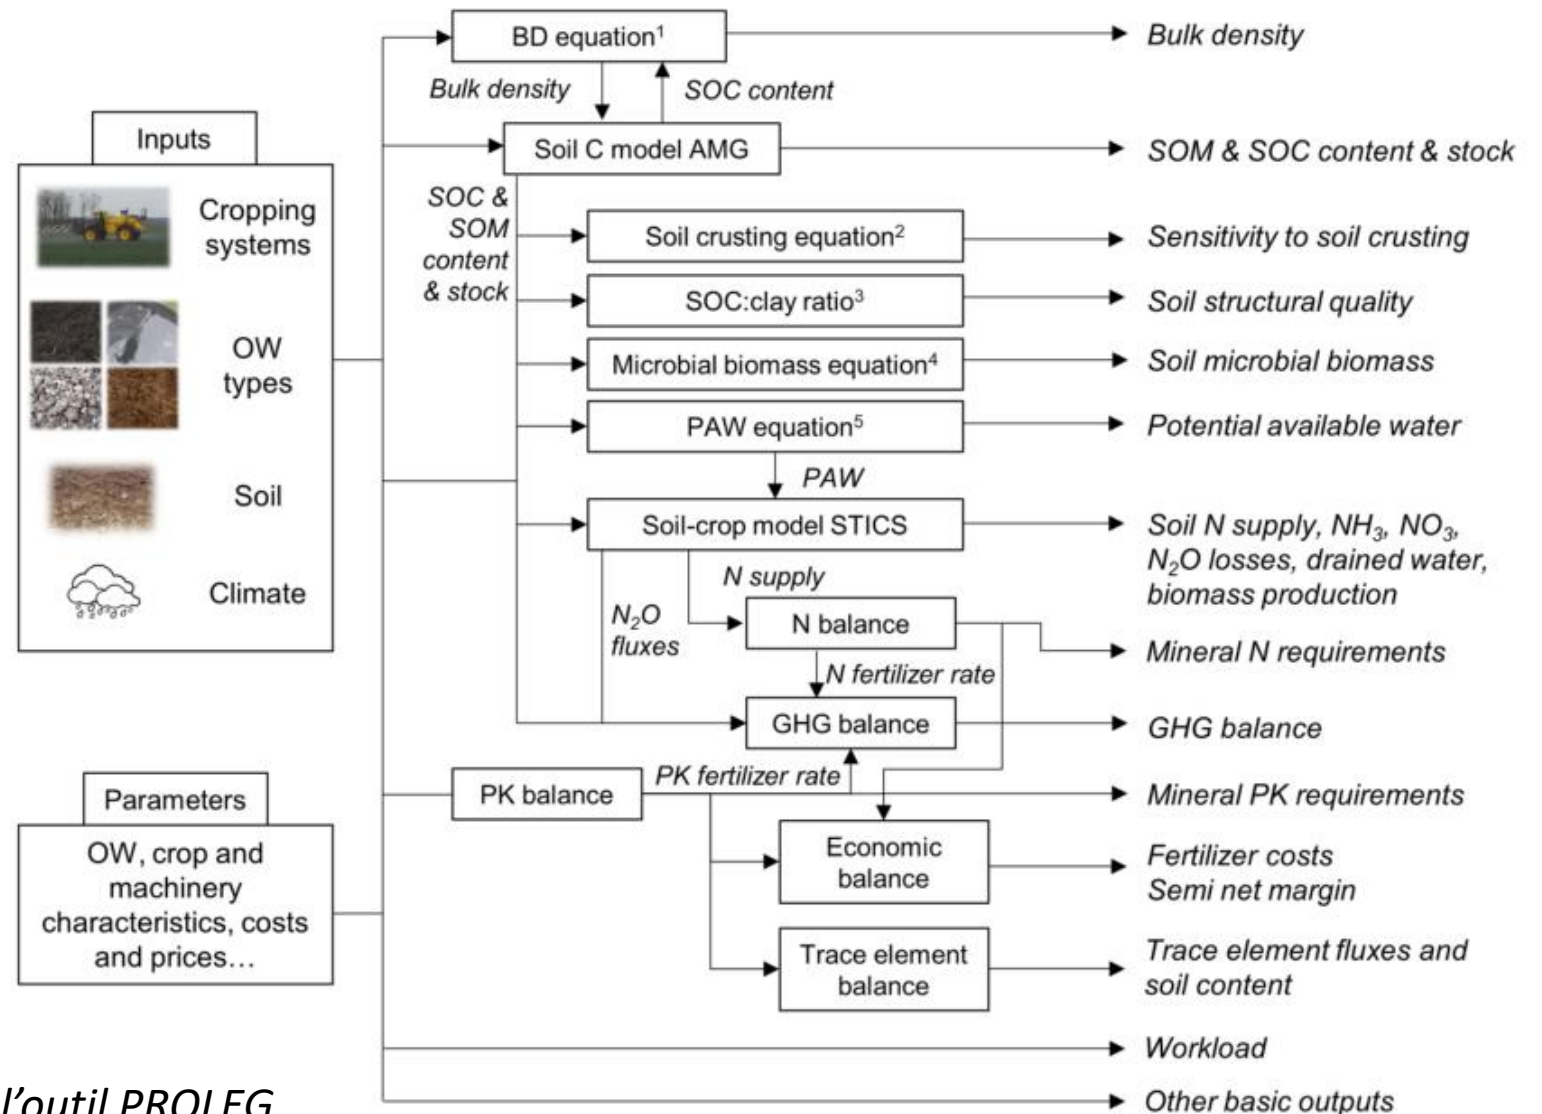 BD equation¹
Bulk density
Bulk density
SOC content
Inputs
Soil C model AMG
SOM & SOC content & stock
Cropping
systems
SOC &
SOM
content
& stock
Soil crusting equation²
Sensitivity to soil crusting
SOC:clay ratio³
Soil structural quality
OW
types
Microbial biomass equation⁴
Soil microbial biomass
PAW equation⁵
Potential available water
PAW
Soil
Soil-crop model STICS
Soil N supply, NH₃, NO₃,
N₂O losses, drained water,
biomass production
Climate
N supply
N₂O
fluxes
N balance
Mineral N requirements
N fertilizer rate
GHG balance
GHG balance
Parameters
PK balance
PK fertilizer rate
Mineral PK requirements
OW, crop and
machinery
characteristics, costs
and prices…
Economic
balance
Fertilizer costs
Semi net margin
Trace element
balance
Trace element fluxes and
soil content
Workload
Other basic outputs
l’outil PROLEG